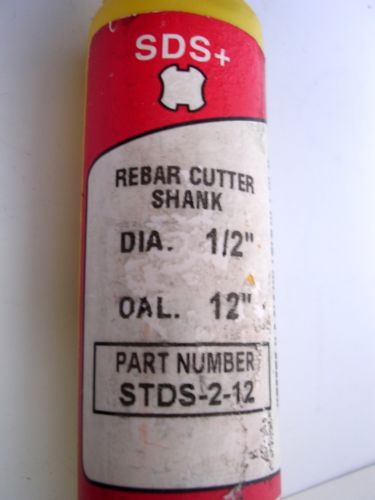 SDS+
REBAR CUTTER
SHANK
DIA. 1/2"
OAL. 12"
PART NUMBER
STDS-2-12